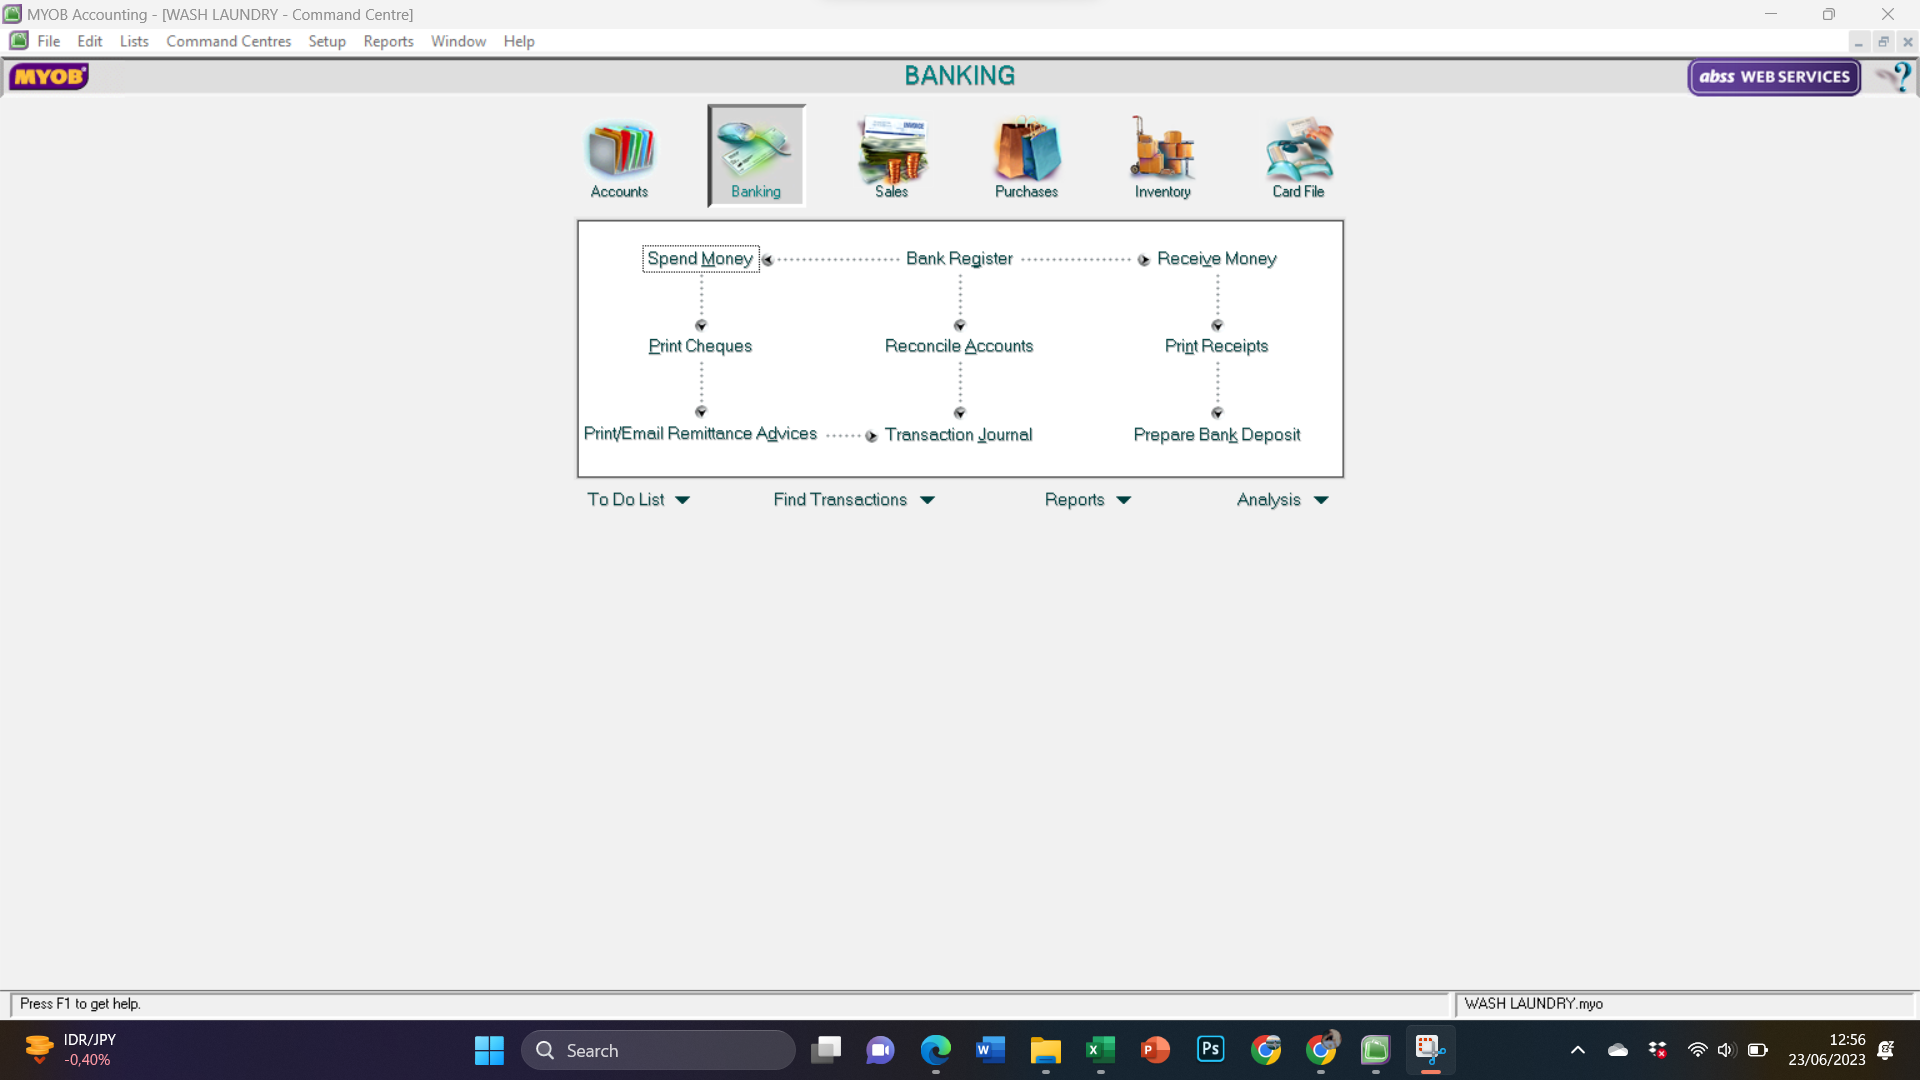 MYOB Accounting - [WASH LAUNDRY - Command Centre]
File Edit Lists Command Centres Setup Reports Window Help
MYOB BANKING abss WEB SERVICES ?
INVOICE
Accounts Banking Sales Purchases Inventory Card File
Spend Money Bank Register Receive Money
Print Cheques Reconcile Accounts Print Receipts
Print/Email Remittance Advices Transaction Journal Prepare Bank Deposit
To Do List Find Transactions Reports Analysis
Press F1 to get help. WASH LAUNDRY.myo
IDR/JPY
-0,40%
Search
W X P Ps
12:56
23/06/2023